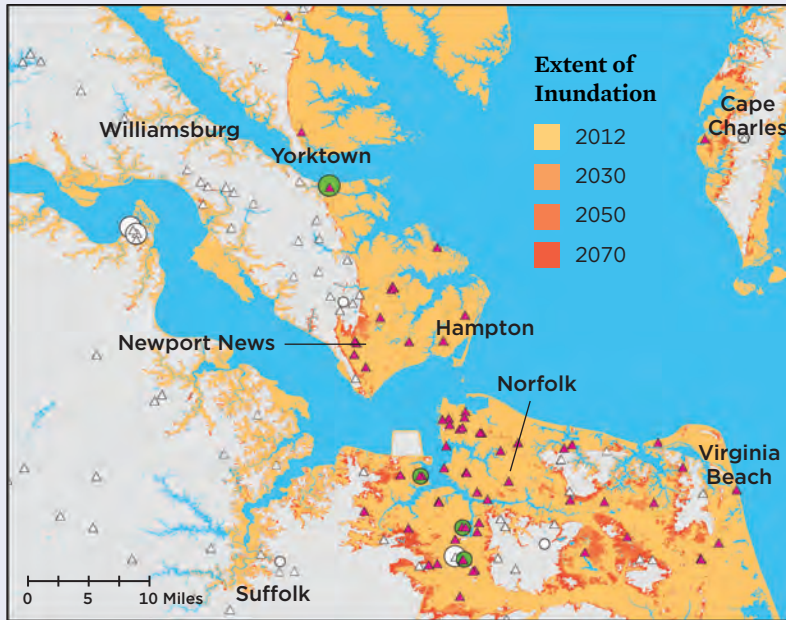 Extent of
Inundation
2012
2030
2050
2070
Cape
Charles
Williamsburg
Yorktown
Newport News
Hampton
Norfolk
Virginia
Beach
Suffolk
0 5 10 Miles